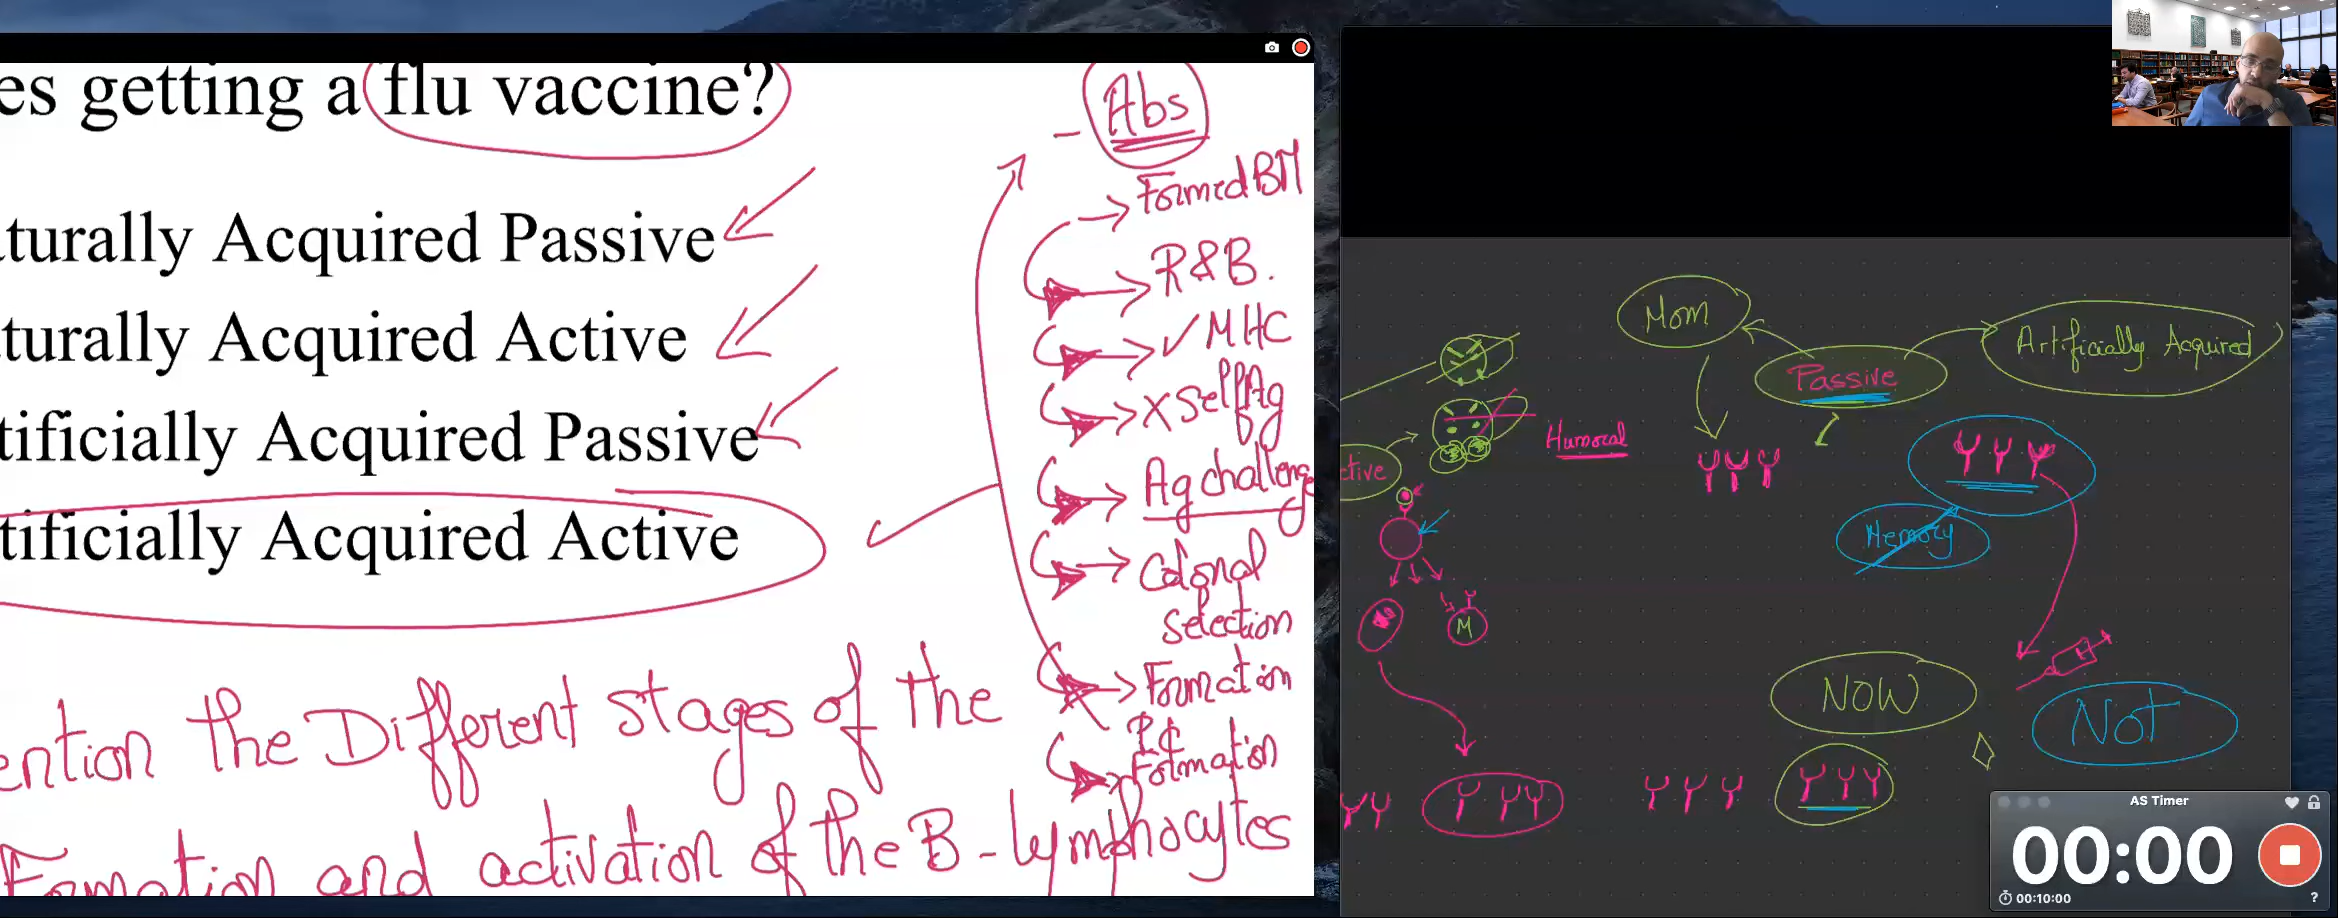 es getting a flu vaccine?
turally Acquired Passive
turally Acquired Active
tificially Acquired Passive
tificially Acquired Active
ention the Different stages of the
Formation and activation of the B-lymphocytes
- Abs
Formed BM
R&B.
✓ MHC
X Self Ag
Ag challenge
Colonal
Selection
Formation
P.C
Formation
Mom
Artificially Acquired
Passive
Humoral
ctive
Memory
M
NOW
Not
AS Timer
00:00
00:10:00
?